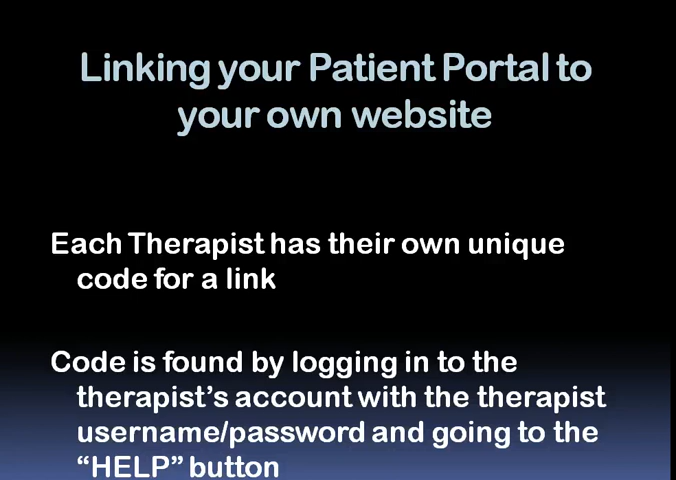 Linking your Patient Portal to
your own website
Each Therapist has their own unique
code for a link
Code is found by logging in to the
therapist’s account with the therapist
username/password and going to the
“HELP” button